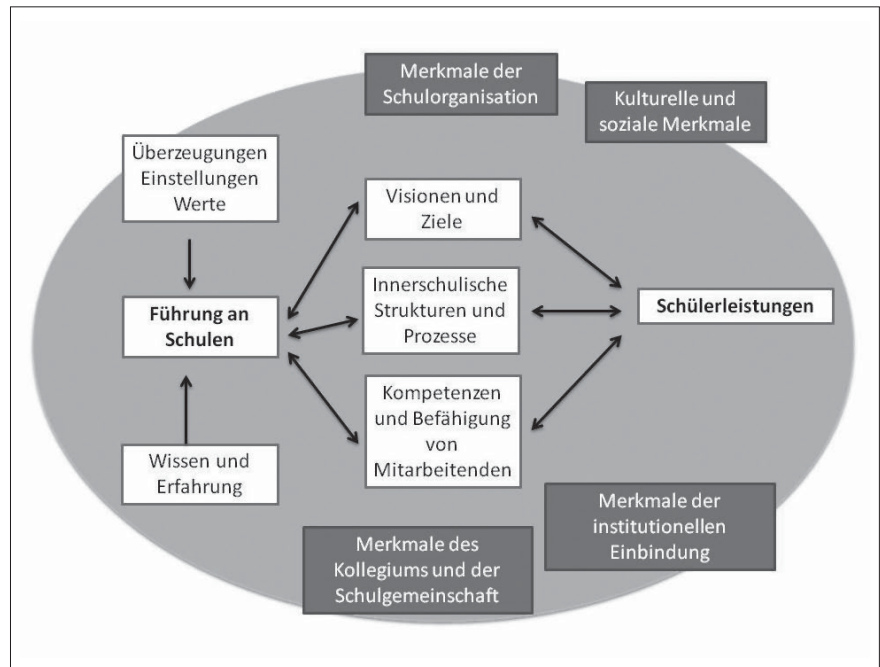 Merkmale der
Schulorganisation
Kulturelle und
soziale Merkmale
Überzeugungen
Einstellungen
Werte
Visionen und
Ziele
Führung an
Schulen
Innerschulische
Strukturen und
Prozesse
Schülerleistungen
Wissen und
Erfahrung
Kompetenzen
und Befähigung
von
Mitarbeitenden
Merkmale der
institutionellen
Einbindung
Merkmale des
Kollegiums und der
Schulgemeinschaft